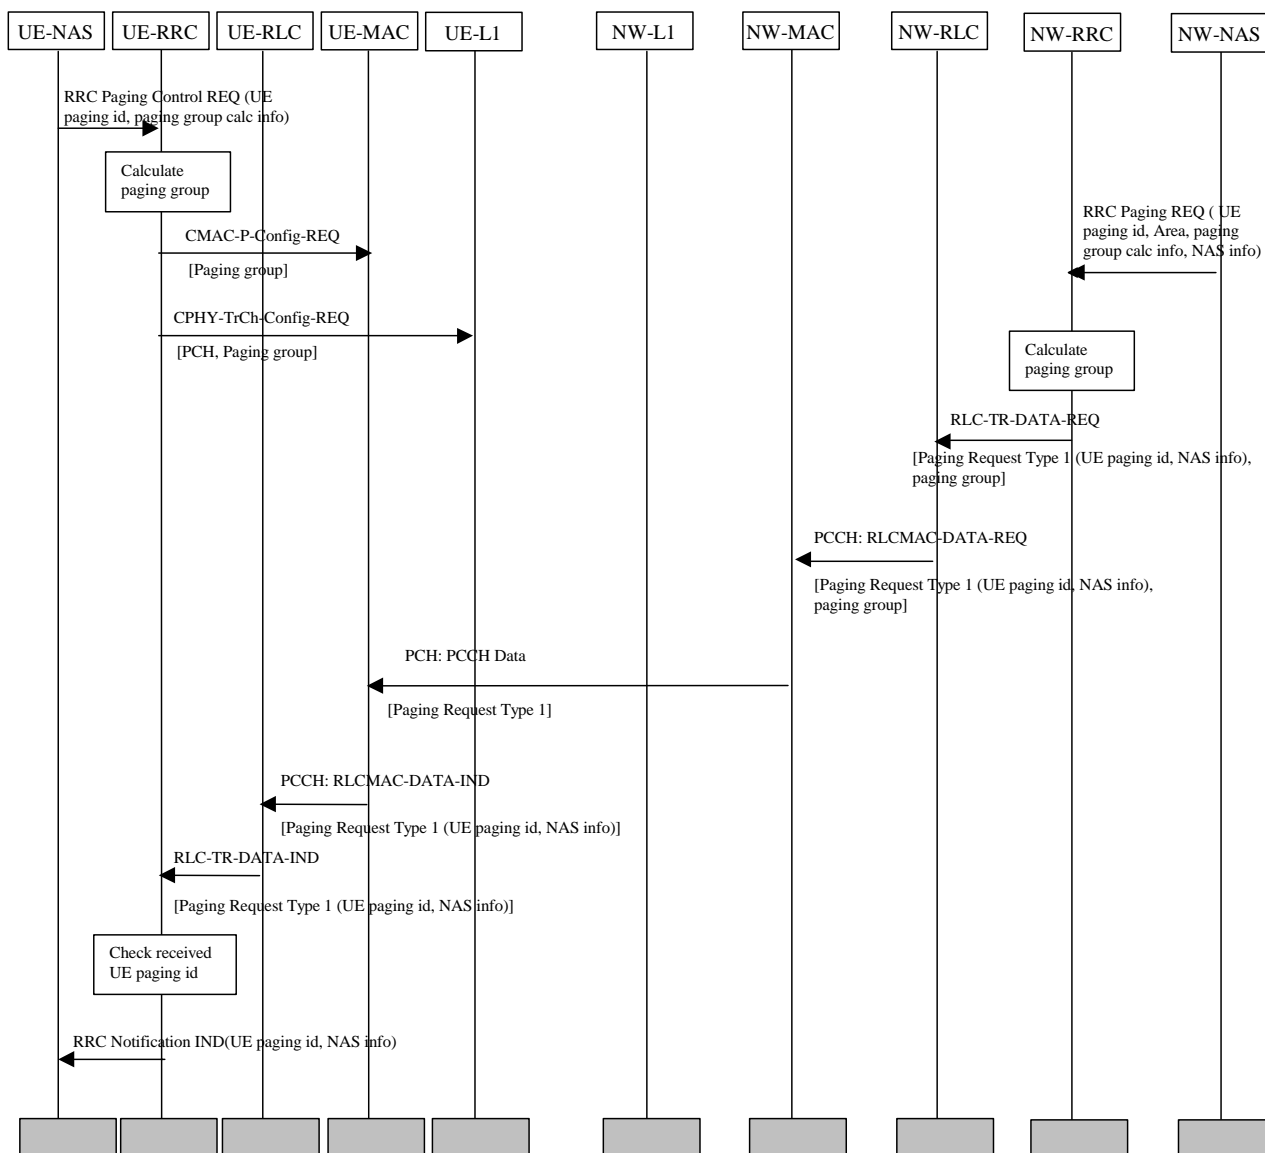 UE-NAS
UE-RRC
UE-RLC
UE-MAC
UE-L1
NW-L1
NW-MAC
NW-RLC
NW-RRC
NW-NAS
RRC Paging Control REQ (UE
paging id, paging group calc info)
Calculate
paging group
RRC Paging REQ ( UE
paging id, Area, paging
group calc info, NAS info)
CMAC-P-Config-REQ
[Paging group]
CPHY-TrCh-Config-REQ
[PCH, Paging group]
Calculate
paging group
RLC-TR-DATA-REQ
[Paging Request Type 1 (UE paging id, NAS info),
paging group]
PCCH: RLCMAC-DATA-REQ
[Paging Request Type 1 (UE paging id, NAS info),
paging group]
PCH: PCCH Data
[Paging Request Type 1]
PCCH: RLCMAC-DATA-IND
[Paging Request Type 1 (UE paging id, NAS info)]
RLC-TR-DATA-IND
[Paging Request Type 1 (UE paging id, NAS info)]
Check received
UE paging id
RRC Notification IND(UE paging id, NAS info)